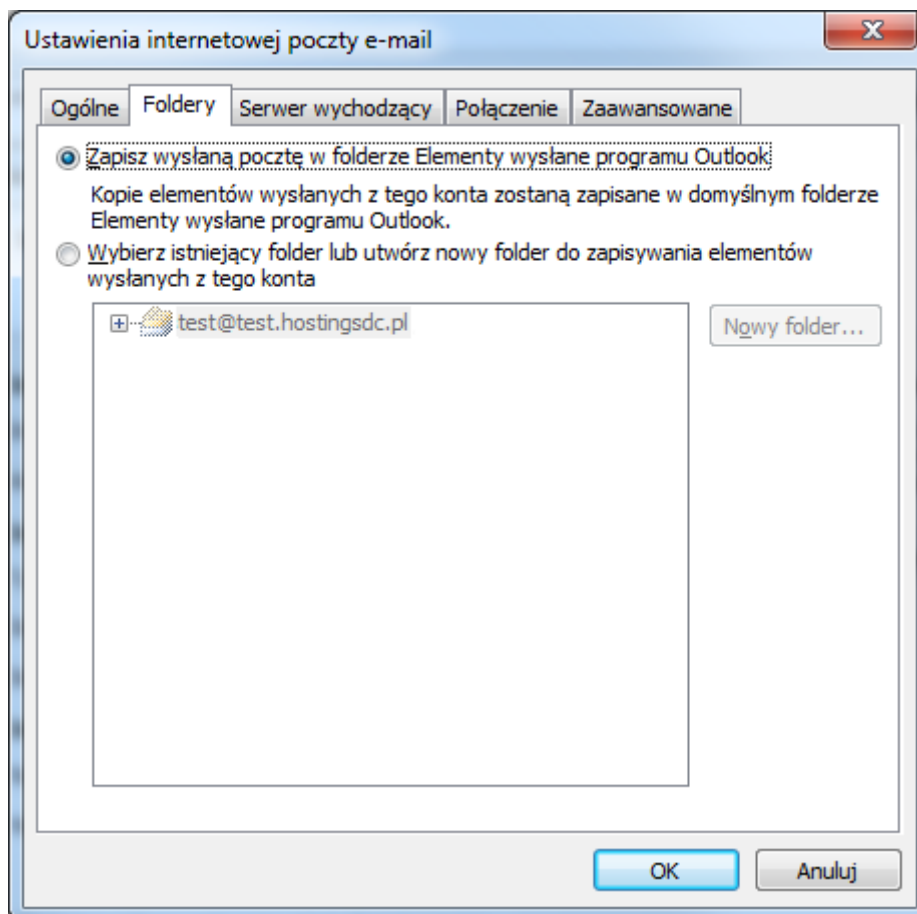 Ustawienia internetowej poczty e-mail
Ogólne Foldery Serwer wychodzący Połączenie Zaawansowane
Zapisz wysłaną pocztę w folderze Elementy wysłane programu Outlook
Kopie elementów wysłanych z tego konta zostaną zapisane w domyślnym folderze
Elementy wysłane programu Outlook.
Wybierz istniejący folder lub utwórz nowy folder do zapisywania elementów
wysłanych z tego konta
test@test.hostingsdc.pl
Nowy folder...
OK Anuluj